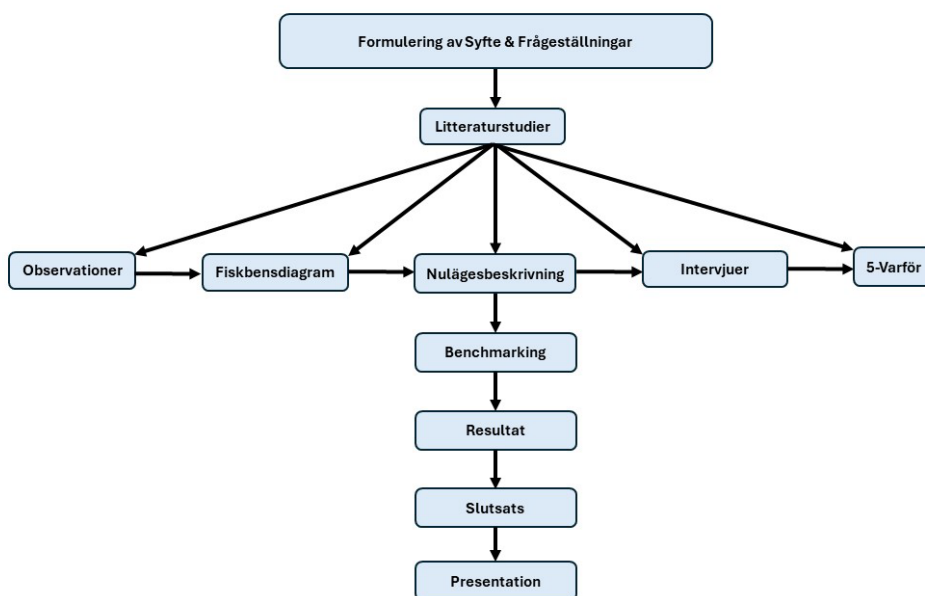 Formulering av Syfte & Frågeställningar
Litteraturstudier
Observationer
Fiskbensdiagram
Nulägesbeskrivning
Intervjuer
5-Varför
Benchmarking
Resultat
Slutsats
Presentation